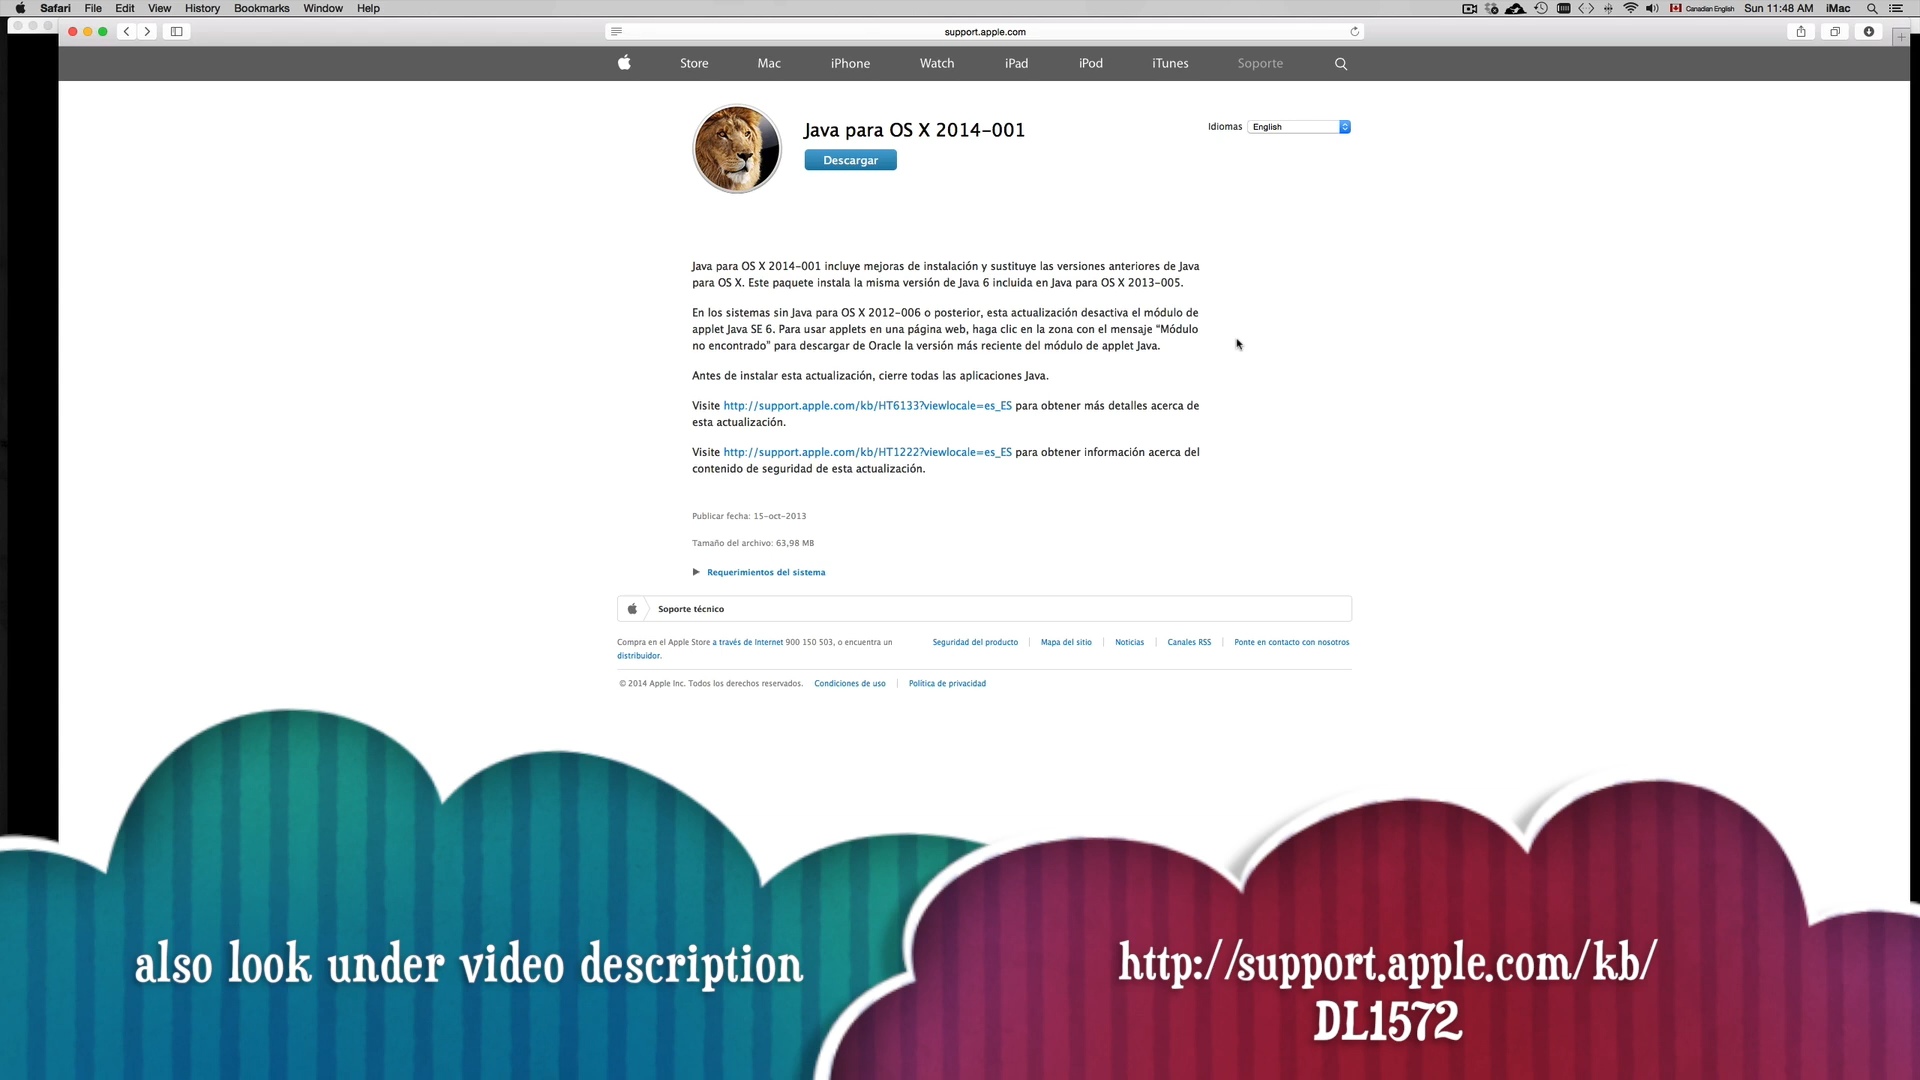 Safari File Edit View History Bookmarks Window Help Canadian English Sun 11:48 AM iMac
support.apple.com
Store Mac iPhone Watch iPad iPod iTunes Soporte
Java para OS X 2014-001
Idiomas English
Descargar
Java para OS X 2014-001 incluye mejoras de instalación y sustituye las versiones anteriores de Java
para OS X. Este paquete instala la misma versión de Java 6 incluida en Java para OS X 2013-005.
En los sistemas sin Java para OS X 2012-006 o posterior, esta actualización desactiva el módulo de
applet Java SE 6. Para usar applets en una página web, haga clic en la zona con el mensaje “Módulo
no encontrado” para descargar de Oracle la versión más reciente del módulo de applet Java.
Antes de instalar esta actualización, cierre todas las aplicaciones Java.
Visite http://support.apple.com/kb/HT6133?viewlocale=es_ES para obtener más detalles acerca de
esta actualización.
Visite http://support.apple.com/kb/HT1222?viewlocale=es_ES para obtener información acerca del
contenido de seguridad de esta actualización.
Publicar fecha: 15-oct-2013
Tamaño del archivo: 63,98 MB
Requerimientos del sistema
Soporte técnico
Compra en el Apple Store a través de Internet 900 150 503, o encuentra un
distribuidor.
Seguridad del producto Mapa del sitio Noticias Canales RSS Ponte en contacto con nosotros
© 2014 Apple Inc. Todos los derechos reservados. Condiciones de uso Política de privacidad
also look under video description
http://support.apple.com/kb/
DL1572